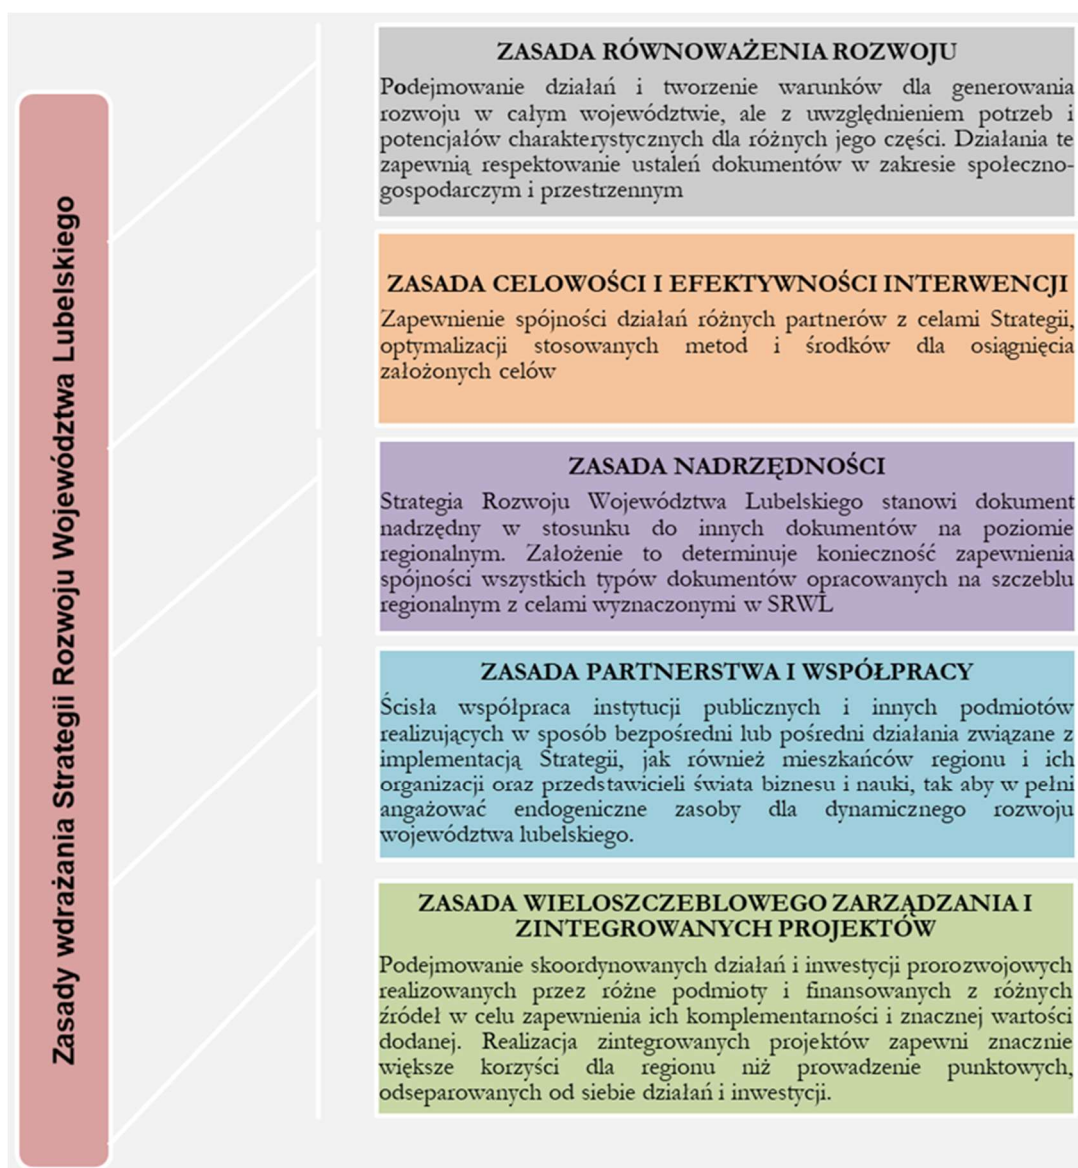 Zasady wdrażania Strategii Rozwoju Województwa Lubelskiego
ZASADA RÓWNOWAŻENIA ROZWOJU
Podejmowanie działań i tworzenie warunków dla generowania
rozwoju w całym województwie, ale z uwzględnieniem potrzeb i
potencjałów charakterystycznych dla różnych jego części. Działania te
zapewnią respektowanie ustaleń dokumentów w zakresie społeczno-
gospodarczym i przestrzennym
ZASADA CELOWOŚCI I EFEKTYWNOŚCI INTERWENCJI
Zapewnienie spójności działań różnych partnerów z celami Strategii,
optymalizacji stosowanych metod i środków dla osiągnięcia
założonych celów
ZASADA NADRZĘDNOŚCI
Strategia Rozwoju Województwa Lubelskiego stanowi dokument
nadrzędny w stosunku do innych dokumentów na poziomie
regionalnym. Założenie to determinuje konieczność zapewnienia
spójności wszystkich typów dokumentów opracowanych na szczeblu
regionalnym z celami wyznaczonymi w SRWL
ZASADA PARTNERSTWA I WSPÓŁPRACY
Ścisła współpraca instytucji publicznych i innych podmiotów
realizujących w sposób bezpośredni lub pośredni działania związane z
implementacją Strategii, jak również mieszkańców regionu i ich
organizacji oraz przedstawicieli świata biznesu i nauki, tak aby w pełni
angażować endogeniczne zasoby dla dynamicznego rozwoju
województwa lubelskiego.
ZASADA WIELOSZCZEBLOWEGO ZARZĄDZANIA I
ZINTEGROWANYCH PROJEKTÓW
Podejmowanie skoordynowanych działań i inwestycji prorozwojowych
realizowanych przez różne podmioty i finansowanych z różnych
źródeł w celu zapewnienia ich komplementarności i znacznej wartości
dodanej. Realizacja zintegrowanych projektów zapewni znacznie
większe korzyści dla regionu niż prowadzenie punktowych,
odseparowanych od siebie działań i inwestycji.